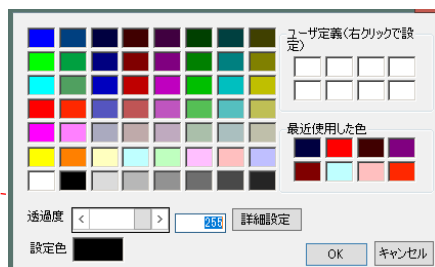 ユーザ定義(右クリックで設
定)
最近使用した色
透過度
255
詳細設定
設定色
OK
キャンセル